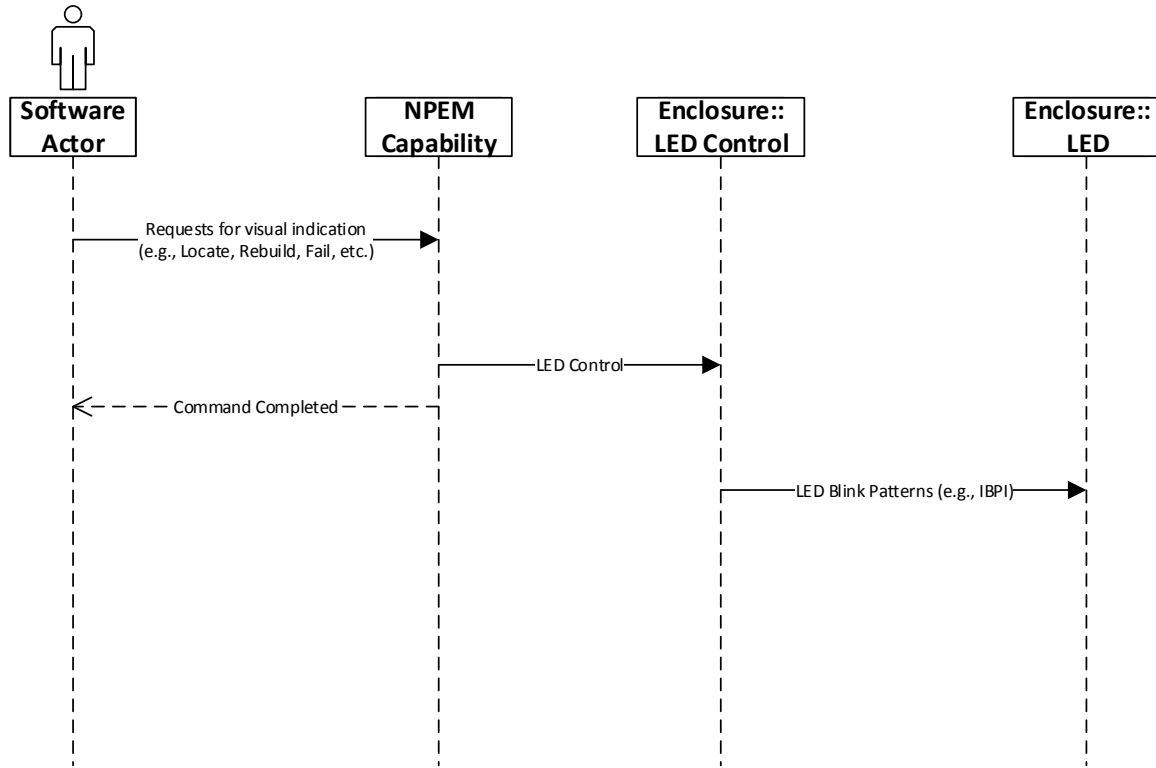 Software
Actor
NPEM
Capability
Enclosure::
LED Control
Enclosure::
LED
Requests for visual indication
(e.g., Locate, Rebuild, Fail, etc.)
LED Control
Command Completed
LED Blink Patterns (e.g., IBPI)